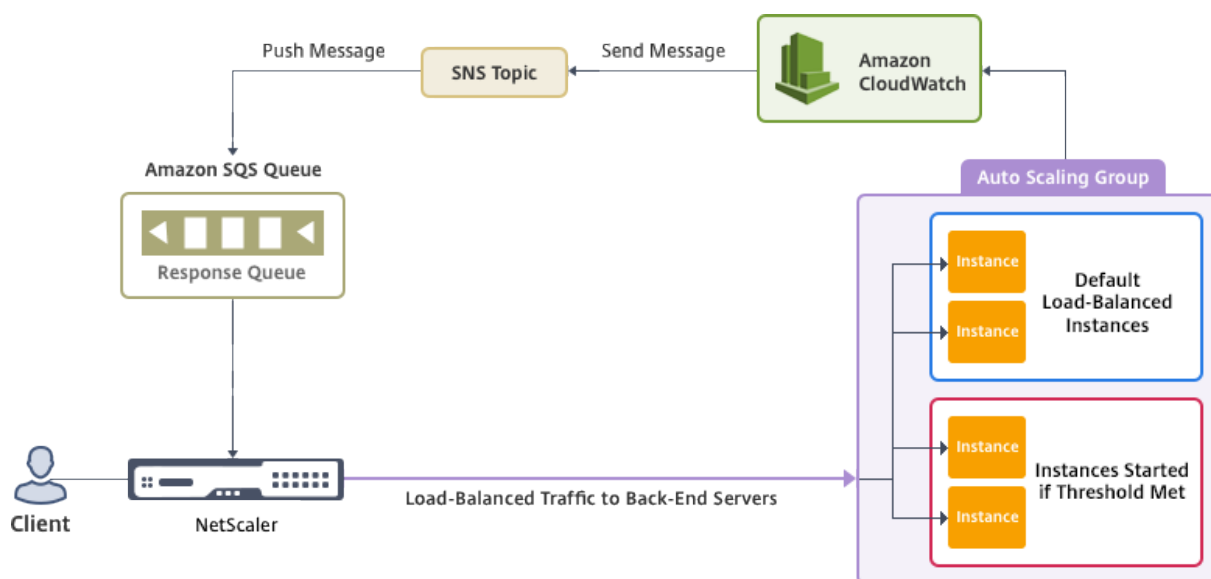 Push Message
SNS Topic
Send Message
Amazon
CloudWatch
Amazon SQS Queue
Response Queue
Auto Scaling Group
Instance
Instance
Default
Load-Balanced
Instances
Instance
Instance
Instances Started
if Threshold Met
Client
NetScaler
Load-Balanced Traffic to Back-End Servers